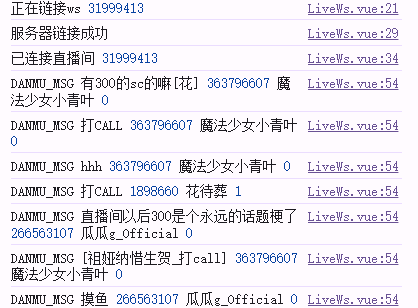 正在链接ws 31999413 LiveWs.vue:21
服务器链接成功 LiveWs.vue:29
已连接直播间 31999413 LiveWs.vue:34
DANMU_MSG 有300的sc的嘛[花] 363796607 魔 LiveWs.vue:54
法少女小青叶 0
DANMU_MSG 打CALL 363796607 魔法少女小青叶 LiveWs.vue:54
0
DANMU_MSG hhh 363796607 魔法少女小青叶 0 LiveWs.vue:54
DANMU_MSG 打CALL 1898660 花待葬 1 LiveWs.vue:54
DANMU_MSG 直播间以后300是个永远的话题梗了 LiveWs.vue:54
266563107 瓜瓜g_Official 0
DANMU_MSG [祖娅纳惜生贺_打call] 363796607 LiveWs.vue:54
魔法少女小青叶 0
DANMU_MSG 摸鱼 266563107 瓜瓜g_Official 0 LiveWs.vue:54